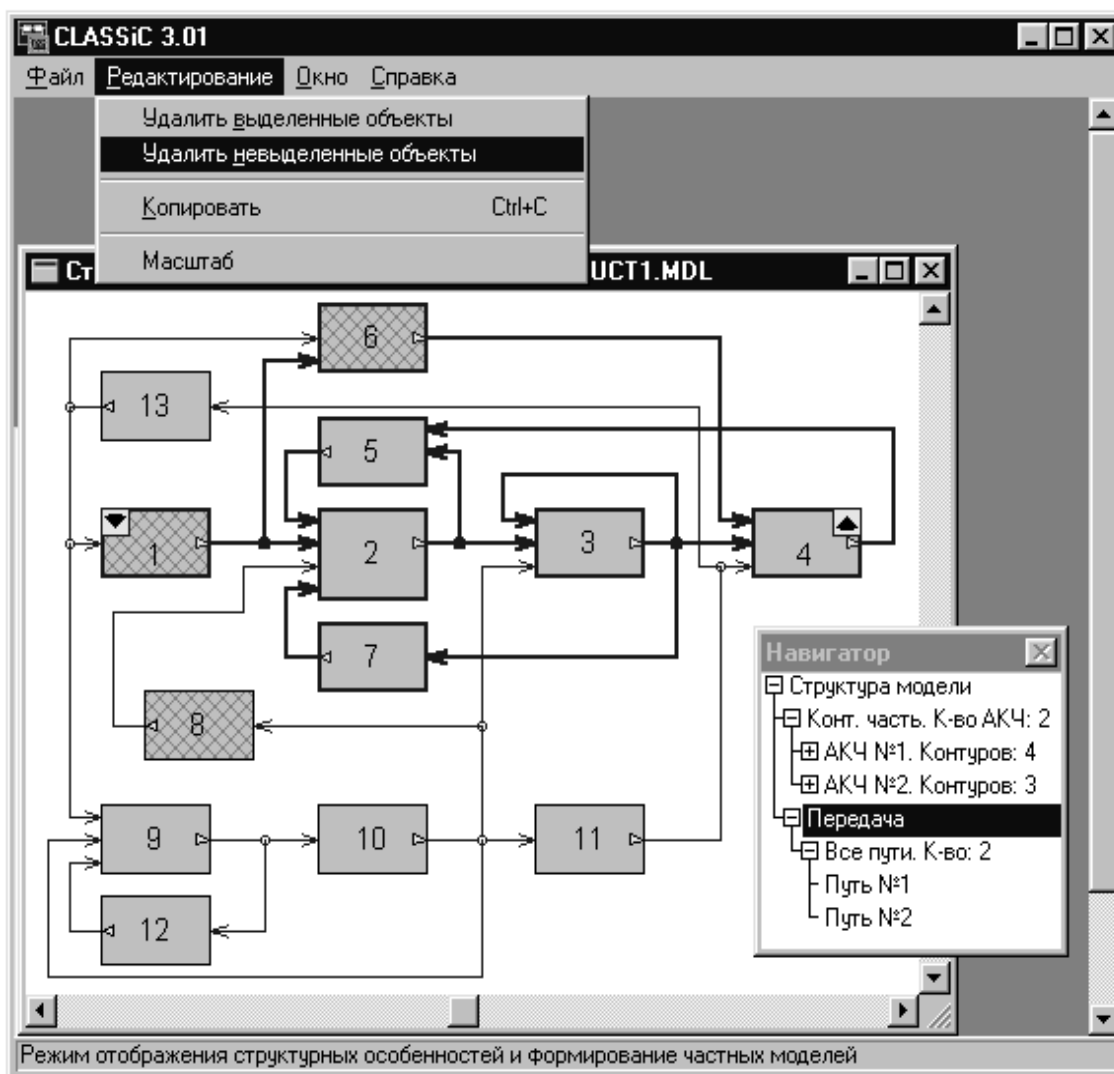 CLASSiC 3.01
Файл Редактирование Окно Справка
Удалить выделенные объекты
Удалить невыделенные объекты
Копировать Ctrl+C
Масштаб
Ст UCT1.MDL
6
13
5
1
2
3
4
7
8
9
10
11
12
Навигатор
Структура модели
Конт. часть. К-во АКЧ: 2
АКЧ №1. Контуров: 4
АКЧ №2. Контуров: 3
Передача
Все пути. К-во: 2
Путь №1
Путь №2
Режим отображения структурных особенностей и формирование частных моделей